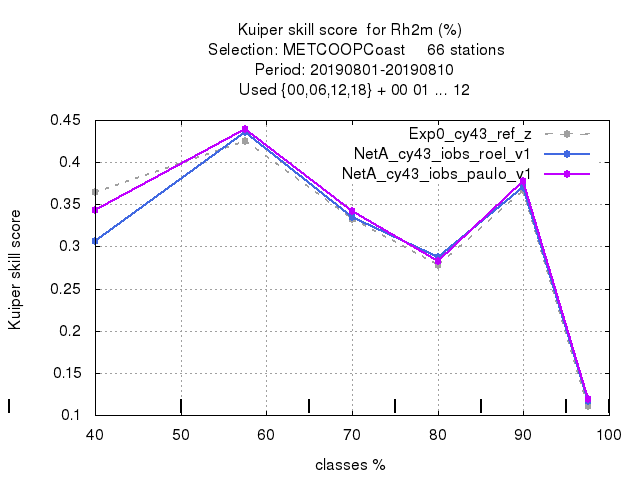 Kuiper skill score  for Rh2m (%)
Selection: METCOOPCoast     66 stations
Period: 20190801-20190810
Used {00,06,12,18} + 00 01 ... 12
Exp0_cy43_ref_z
NetA_cy43_iobs_roel_v1
NetA_cy43_iobs_paulo_v1
Kuiper skill score
0.45
0.4
0.35
0.3
0.25
0.2
0.15
0.1
40 50 60 70 80 90 100
classes %